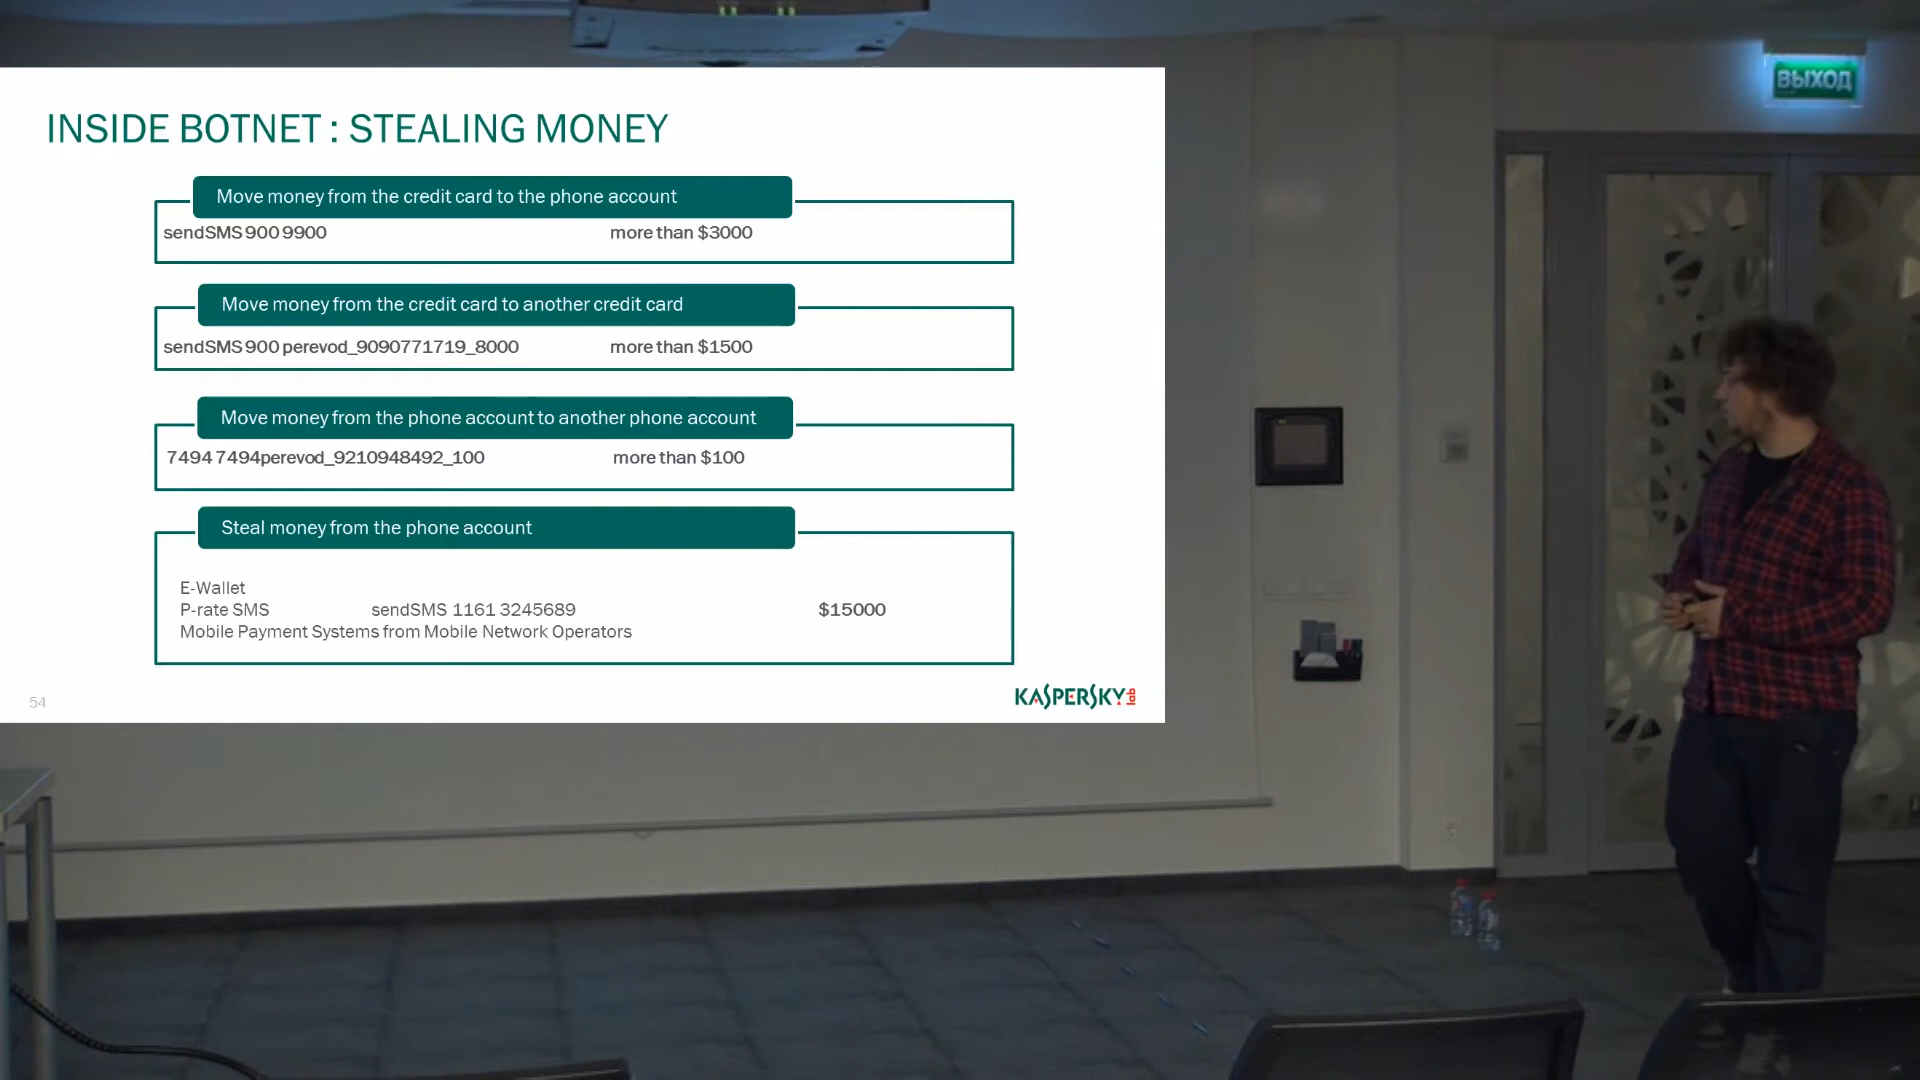 ВЫХОД
INSIDE BOTNET : STEALING MONEY
Move money from the credit card to the phone account
sendSMS 900 9900 more than $3000
Move money from the credit card to another credit card
sendSMS 900 perevod_9090771719_8000 more than $1500
Move money from the phone account to another phone account
7494 7494perevod_9210948492_100 more than $100
Steal money from the phone account
E-Wallet
P-rate SMS sendSMS 1161 3245689 $15000
Mobile Payment Systems from Mobile Network Operators
54
KASPERSKY lab